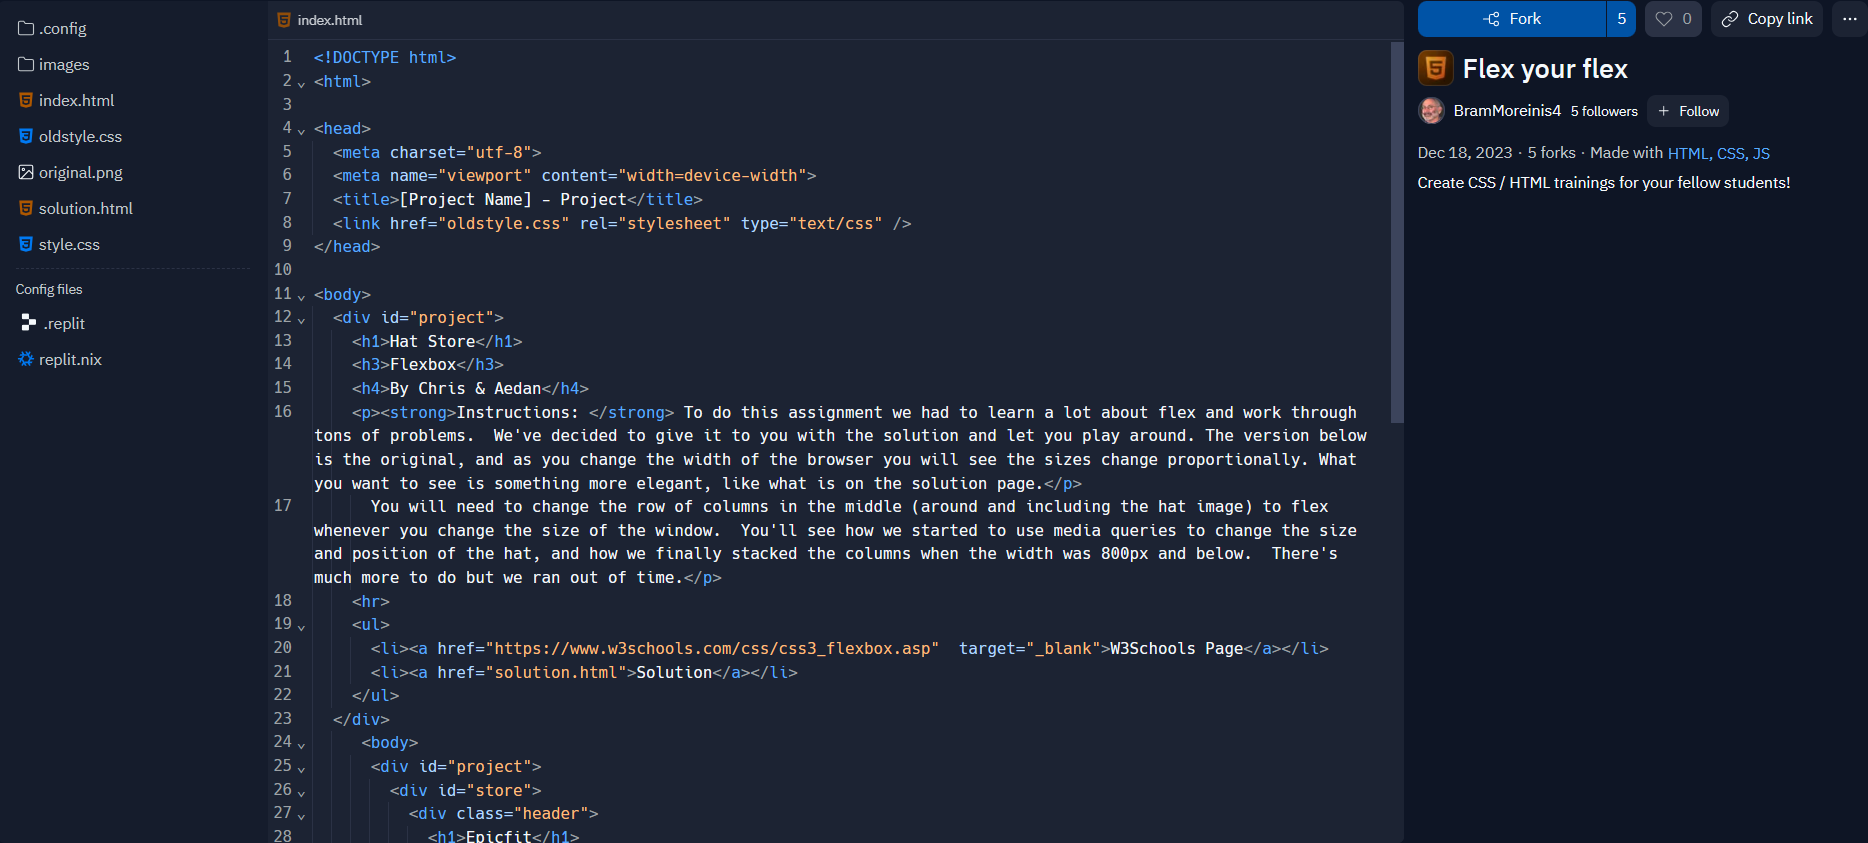 .config
images
index.html
oldstyle.css
original.png
solution.html
style.css
Config files
.replit
replit.nix
index.html
1 <!DOCTYPE html>
2 <html>
3
4 <head>
5 <meta charset="utf-8">
6 <meta name="viewport" content="width=device-width">
7 <title>[Project Name] - Project</title>
8 <link href="oldstyle.css" rel="stylesheet" type="text/css" />
9 </head>
10
11 <body>
12 <div id="project">
13 <h1>Hat Store</h1>
14 <h3>Flexbox</h3>
15 <h4>By Chris & Aedan</h4>
16 <p><strong>Instructions: </strong> To do this assignment we had to learn a lot about flex and work through
tons of problems.  We've decided to give it to you with the solution and let you play around. The version below
is the original, and as you change the width of the browser you will see the sizes change proportionally. What
you want to see is something more elegant, like what is on the solution page.</p>
17 You will need to change the row of columns in the middle (around and including the hat image) to flex
whenever you change the size of the window.  You'll see how we started to use media queries to change the size
and position of the hat, and how we finally stacked the columns when the width was 800px and below.  There's
much more to do but we ran out of time.</p>
18 <hr>
19 <ul>
20 <li><a href="https://www.w3schools.com/css/css3_flexbox.asp"  target="_blank">W3Schools Page</a></li>
21 <li><a href="solution.html">Solution</a></li>
22 </ul>
23 </div>
24 <body>
25 <div id="project">
26 <div id="store">
27 <div class="header">
28 <h1>Epicfit</h1>
Fork 5 0 Copy link
Flex your flex
BramMoreinis4 5 followers + Follow
Dec 18, 2023 · 5 forks · Made with HTML, CSS, JS
Create CSS / HTML trainings for your fellow students!